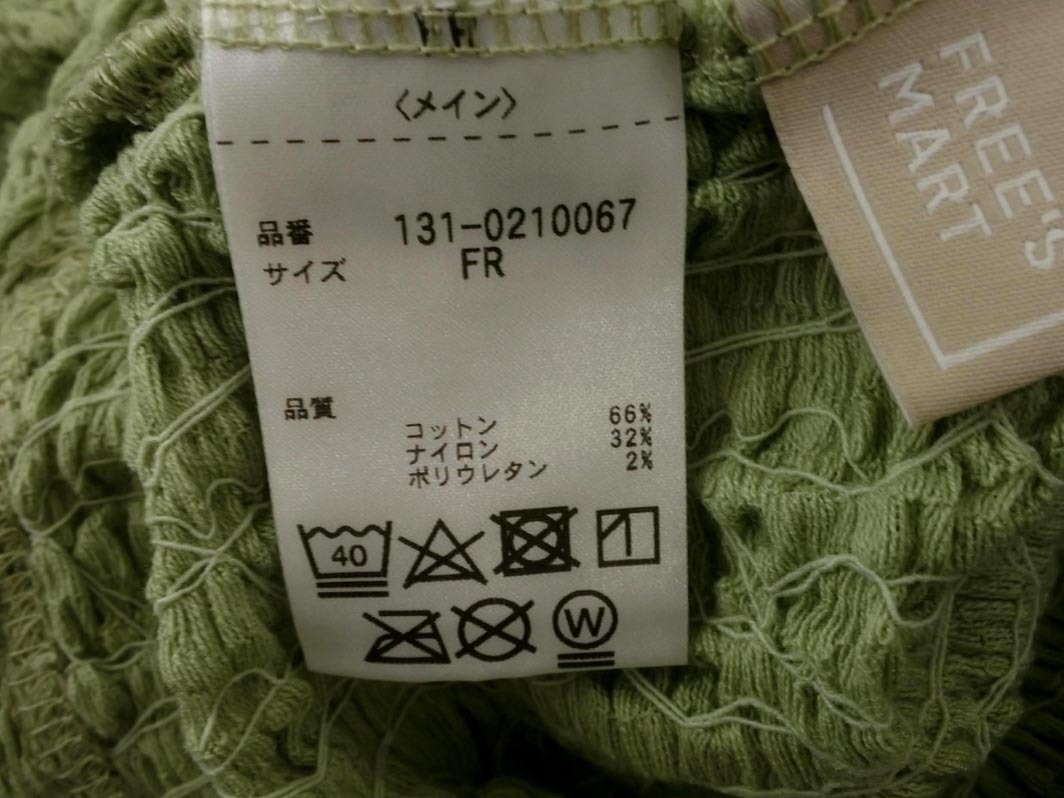 〈メイン〉
品番 131-0210067
サイズ FR
品質
コットン 66%
ナイロン 32%
ポリウレタン 2%
40
W
FREE'S
MART